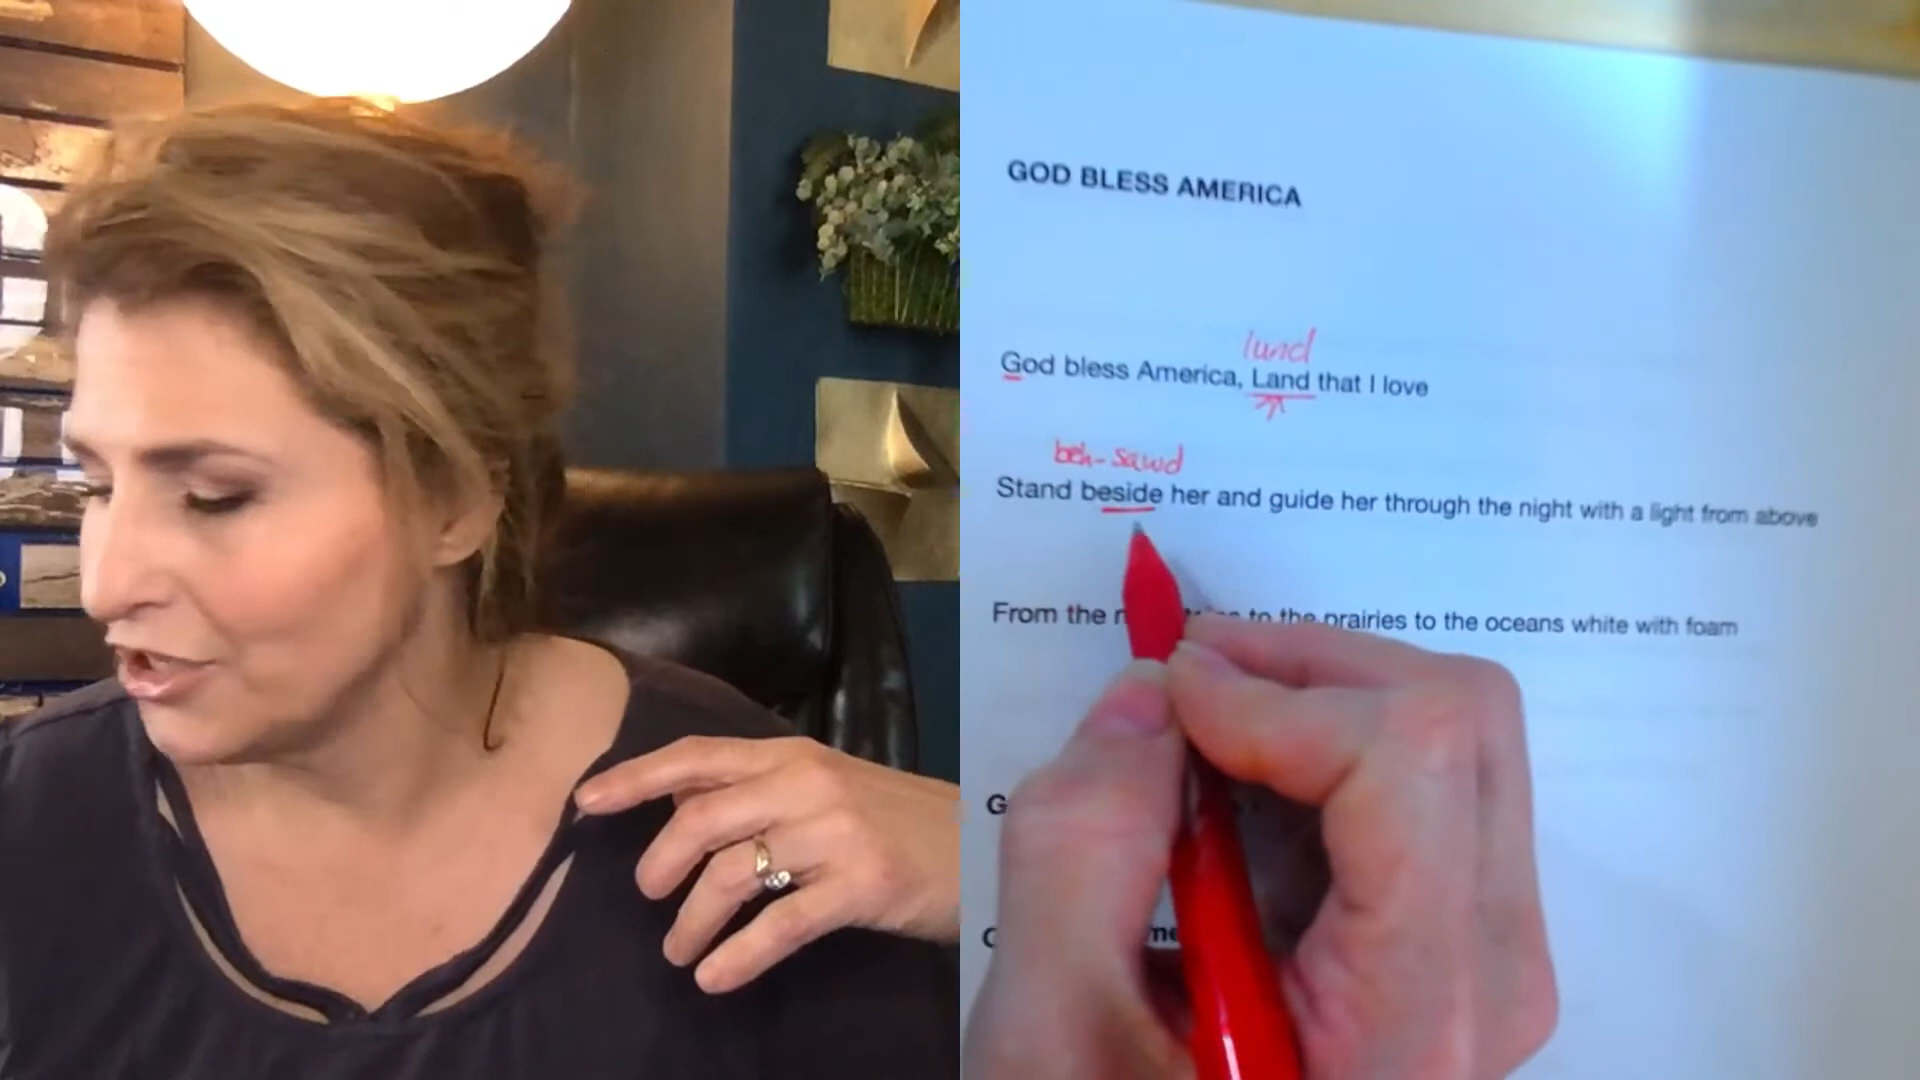 GOD BLESS AMERICA
lund
God bless America, Land that I love
beh-sawd
Stand beside her and guide her through the night with a light from above
From the to the prairies to the oceans white with foam